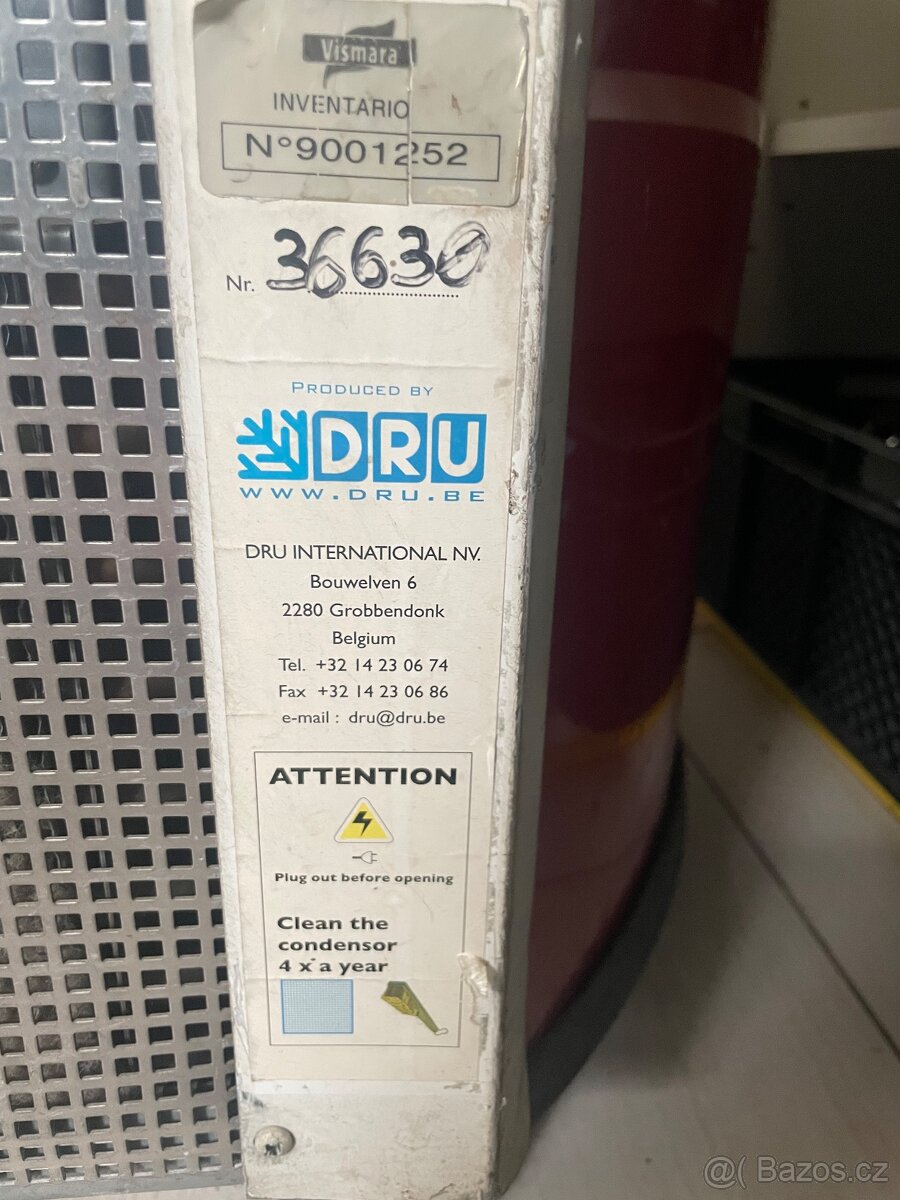 Vismara
INVENTARIO
N°9001252
Nr. 36630
PRODUCED BY
DRU
WWW.DRU.BE
DRU INTERNATIONAL NV.
Bouwelven 6
2280 Grobbendonk
Belgium
Tel. +32 14 23 06 74
Fax +32 14 23 06 86
e-mail : dru@dru.be
ATTENTION
Plug out before opening
Clean the
condensor
4 x a year
@( Bazos.cz